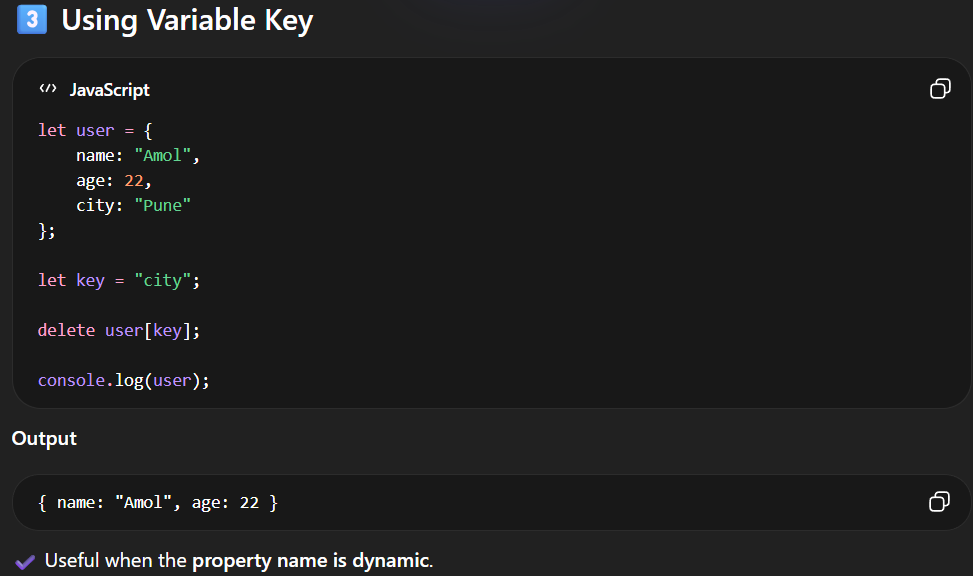 3 Using Variable Key
</> JavaScript
let user = {
    name: "Amol",
    age: 22,
    city: "Pune"
};
let key = "city";
delete user[key];
console.log(user);
Output
{ name: "Amol", age: 22 }
✔ Useful when the property name is dynamic.